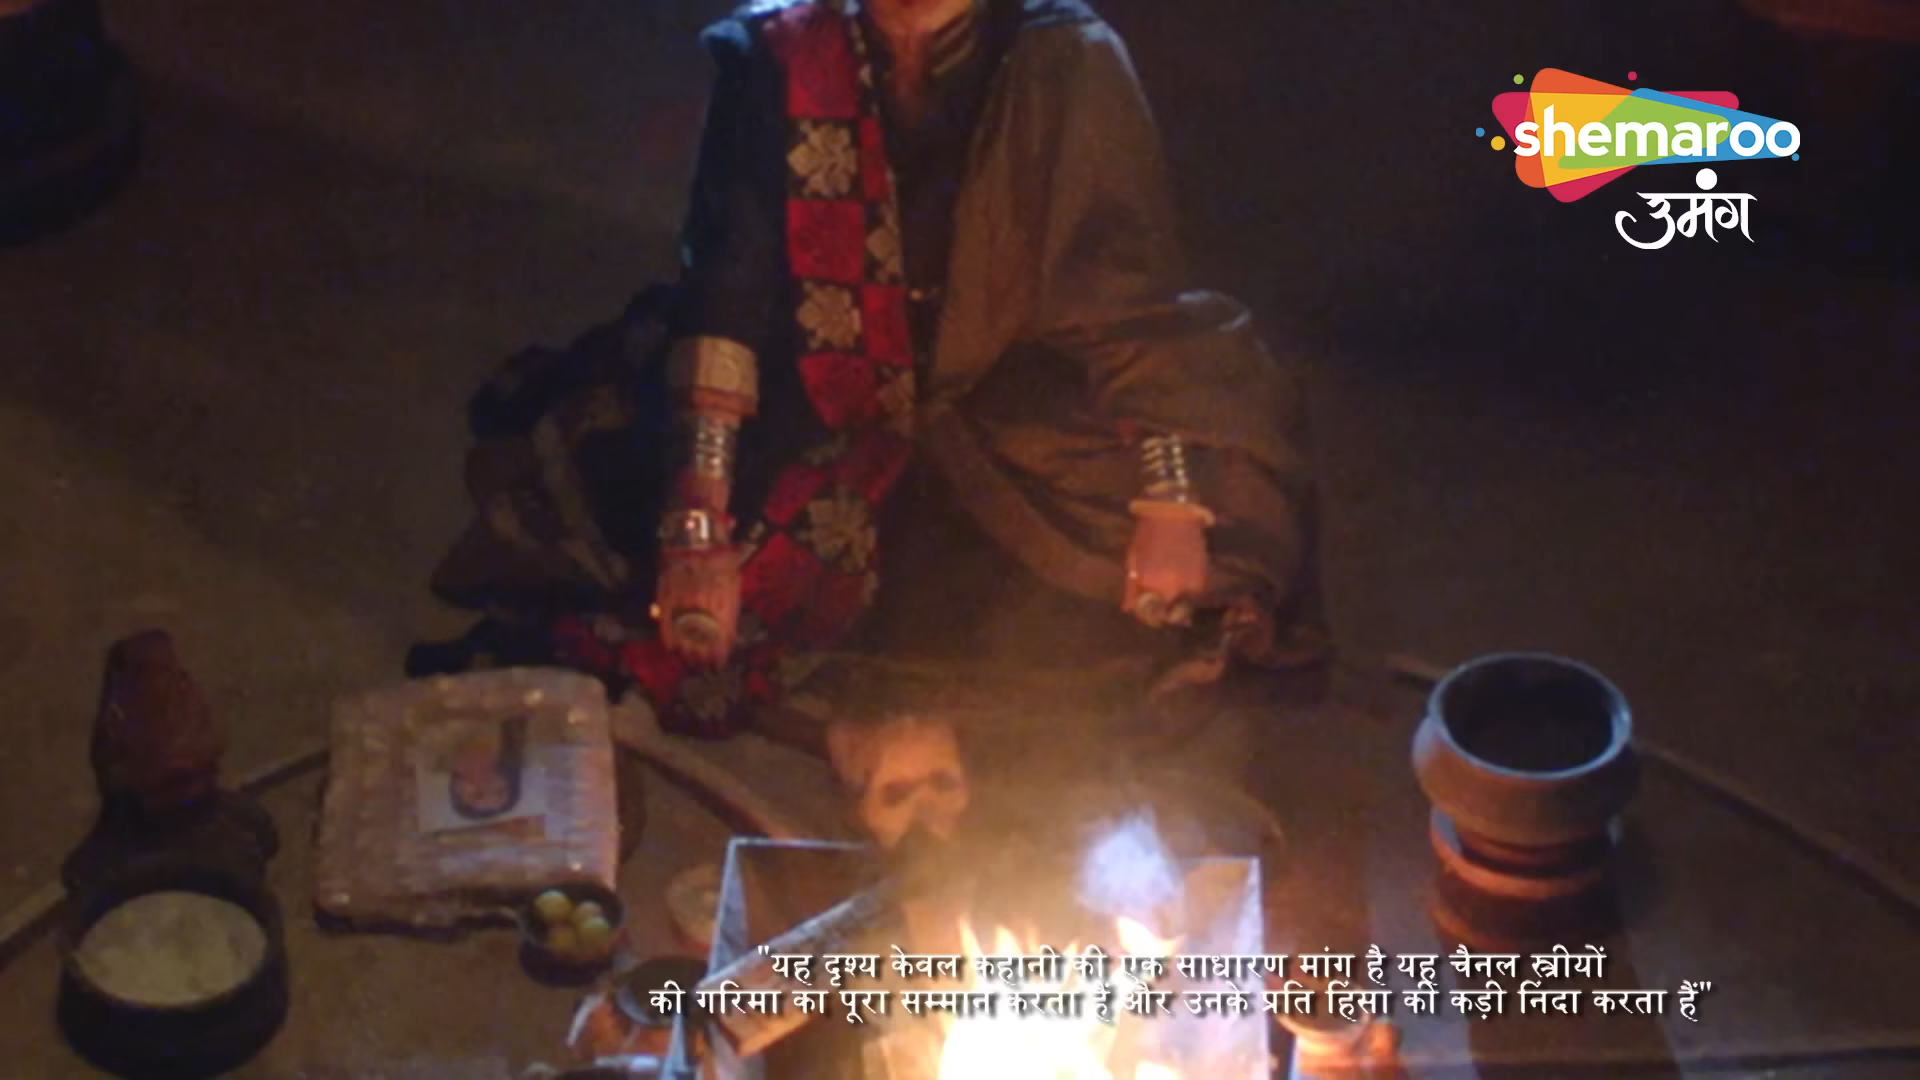 shemaroo
उमंग
"यह दृश्य केवल कहानी की एक साधारण मांग है यह चैनल स्त्रीयों
की गरिमा का पूरा सम्मान करता हैं और उनके प्रति हिंसा की कड़ी निंदा करता हैं"